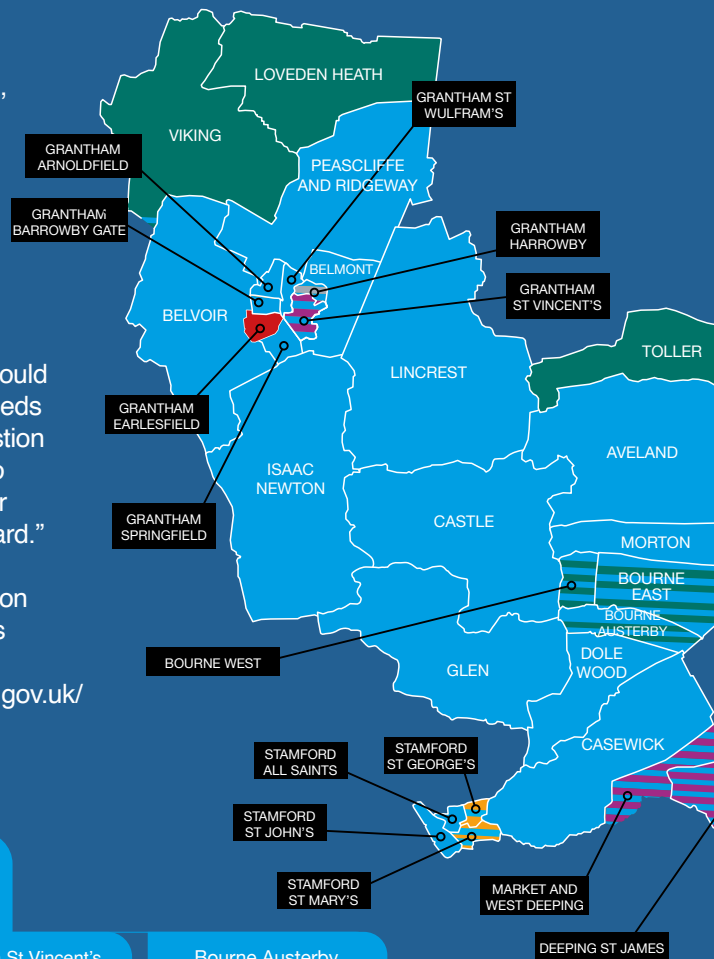 ,
LOVEDEN HEATH
VIKING
GRANTHAM ST
WULFRAM'S
GRANTHAM
ARNOLDFIELD
PEASCLIFFE
AND RIDGEWAY
GRANTHAM
BARROWBY GATE
GRANTHAM
HARROWBY
BELMONT
GRANTHAM
ST VINCENT'S
BELVOIR
TOLLER
ould
eds
stion
o
r
ard."
LINCREST
GRANTHAM
EARLESFIELD
AVELAND
ISAAC
NEWTON
GRANTHAM
SPRINGFIELD
CASTLE
MORTON
BOURNE
EAST
BOURNE
AUSTERBY
on
s
gov.uk/
BOURNE WEST
GLEN
DOLE
WOOD
CASEWICK
STAMFORD
ALL SAINTS
STAMFORD
ST GEORGE'S
STAMFORD
ST JOHN'S
STAMFORD
ST MARY'S
MARKET AND
WEST DEEPING
DEEPING ST JAMES
St Vincent's
Bourne Austerby